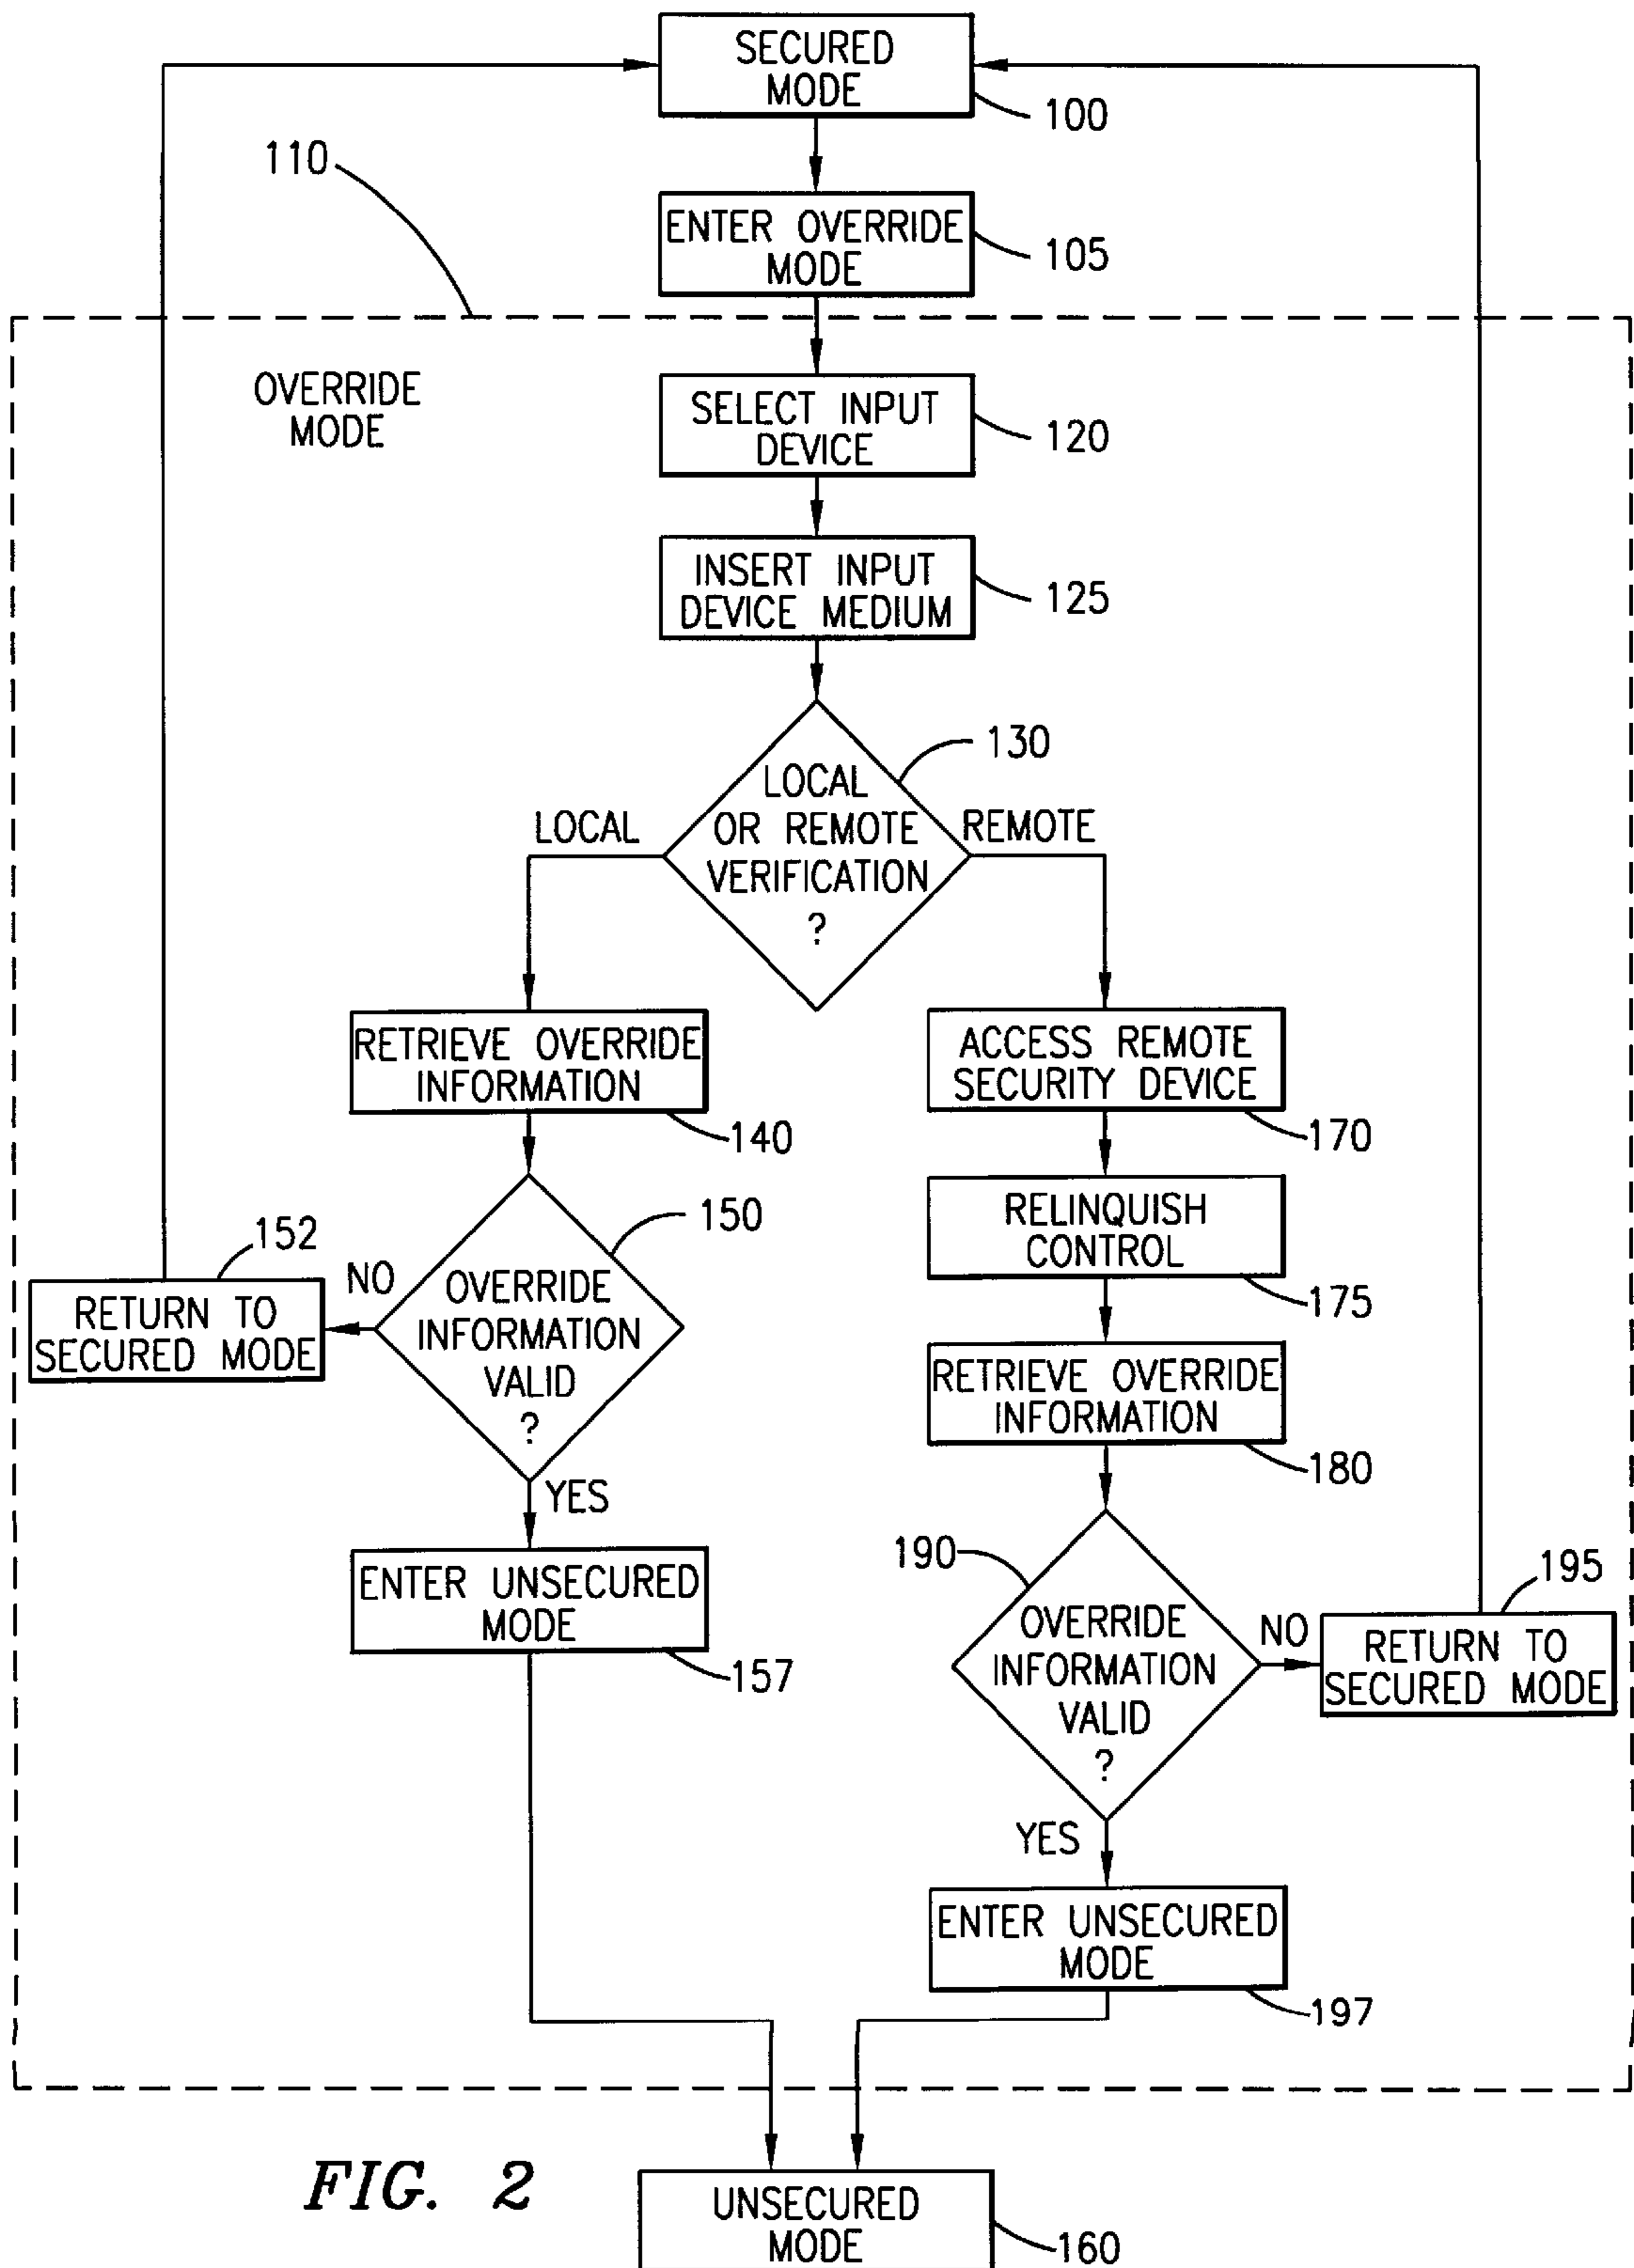 SECURED
MODE
100
110
ENTER OVERRIDE
MODE
105
OVERRIDE
MODE
SELECT INPUT
DEVICE
120
INSERT INPUT
DEVICE MEDIUM
125
130
LOCAL
OR REMOTE
VERIFICATION
?
LOCAL
REMOTE
RETRIEVE OVERRIDE
INFORMATION
140
ACCESS REMOTE
SECURITY DEVICE
170
150
RELINQUISH
CONTROL
175
152
RETURN TO
SECURED MODE
NO
OVERRIDE
INFORMATION
VALID
?
YES
RETRIEVE OVERRIDE
INFORMATION
180
ENTER UNSECURED
MODE
157
190
OVERRIDE
INFORMATION
VALID
?
NO
195
RETURN TO
SECURED MODE
YES
ENTER UNSECURED
MODE
197
FIG. 2
UNSECURED
MODE
160